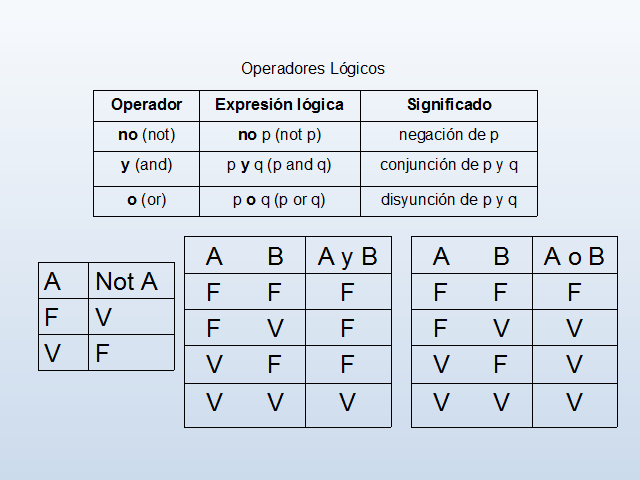 Operadores Lógicos
Operador Expresión lógica Significado
no (not) no p (not p) negación de p
y (and) p y q (p and q) conjunción de p y q
o (or) p o q (p or q) disyunción de p y q
A Not A
F V
V F
A B A y B
F F F
F V F
V F F
V V V
A B A o B
F F F
F V V
V F V
V V V